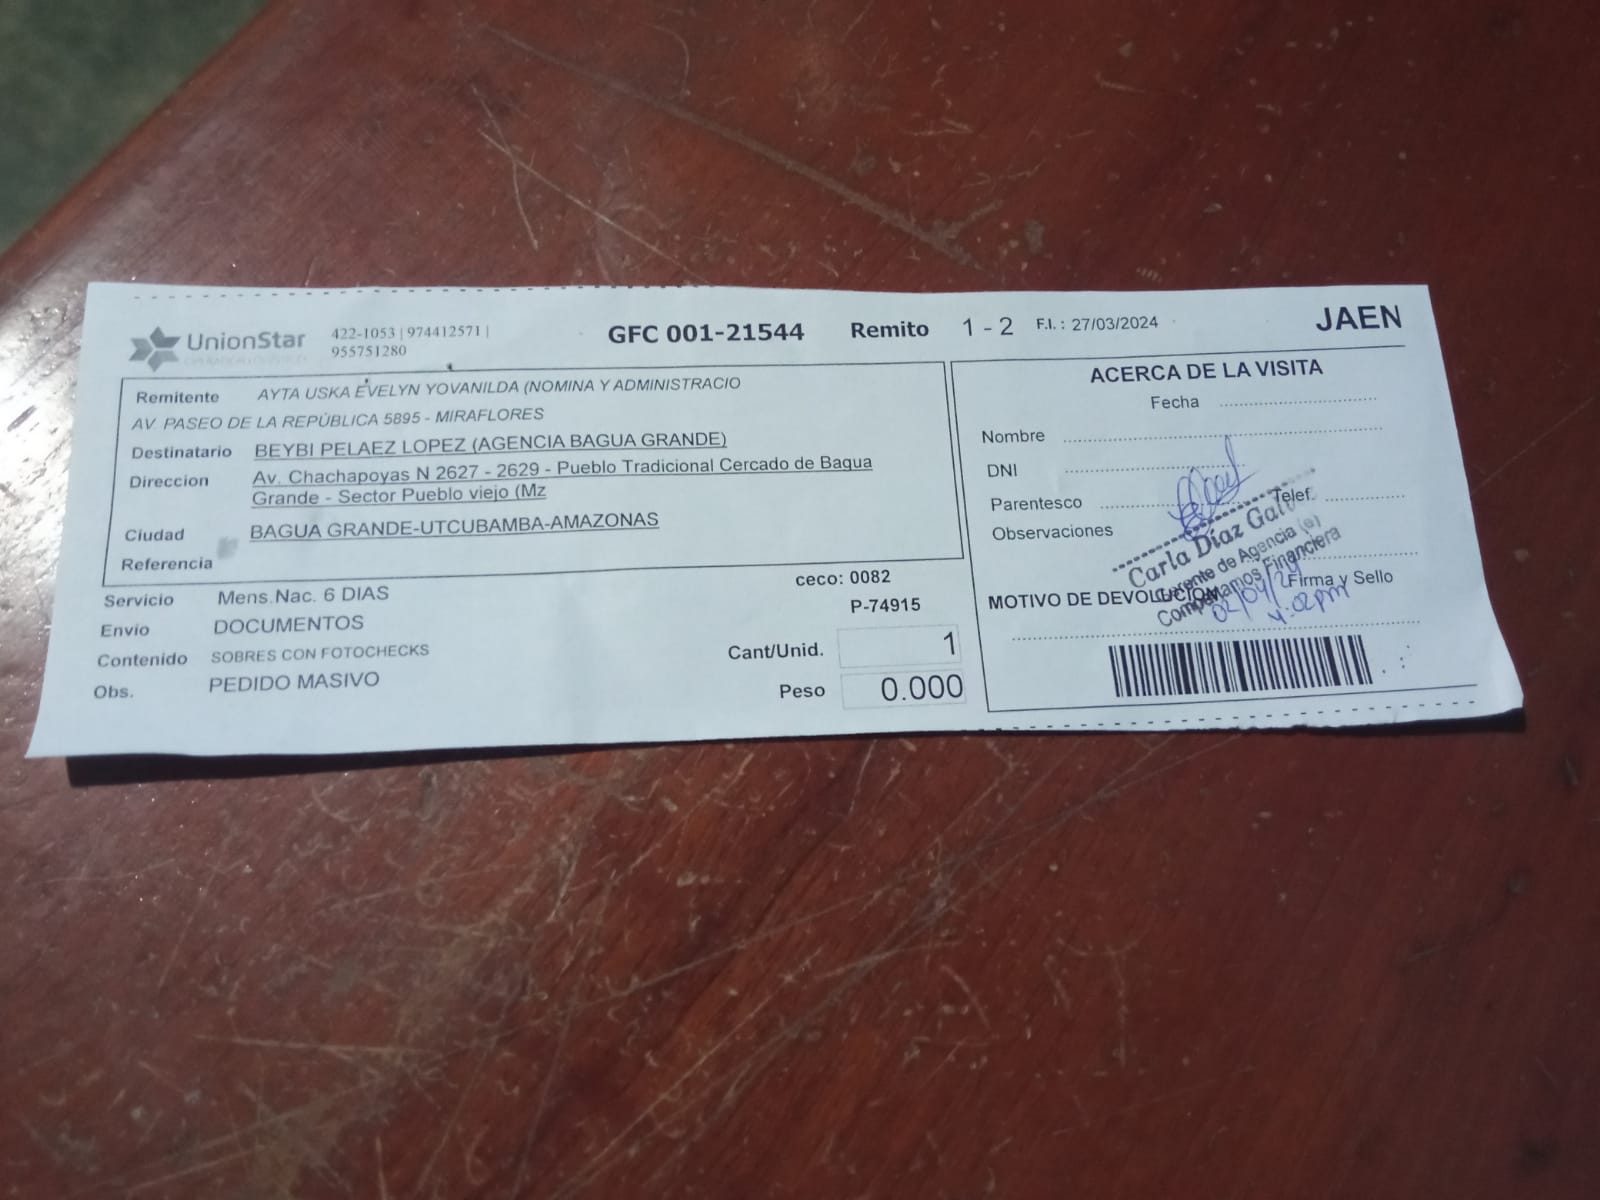 UnionStar
422-1053 | 974412571 |
955751280
GFC 001-21544
Remito 1 - 2
F.I. : 27/03/2024
JAEN
Remitente AYTA USKA EVELYN YOVANILDA (NOMINA Y ADMINISTRACIO
AV. PASEO DE LA REPÚBLICA 5895 - MIRAFLORES
Destinatario BEYBI PELAEZ LOPEZ (AGENCIA BAGUA GRANDE)
Direccion Av. Chachapoyas N 2627 - 2629 - Pueblo Tradicional Cercado de Bagua
Grande - Sector Pueblo viejo (Mz
Ciudad BAGUA GRANDE-UTCUBAMBA-AMAZONAS
Referencia
Servicio Mens.Nac. 6 DIAS
Envio DOCUMENTOS
Contenido SOBRES CON FOTOCHECKS
Obs. PEDIDO MASIVO
ceco: 0082
P-74915
Cant/Unid. 1
Peso 0.000
ACERCA DE LA VISITA
Fecha
Nombre
DNI
Parentesco
Telef.
Observaciones
Carla Díaz
Gerente de Agencia (e)
Compartamos Financiera
Firma y Sello
MOTIVO DE DEVOLUCION
02/04/24
4:02pm